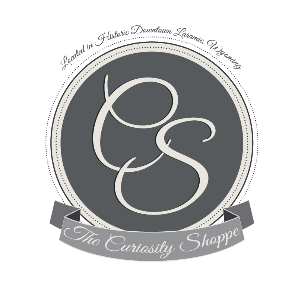 Located in Historic Downtown Laramie, Wyoming
CS
The Curiosity Shoppe